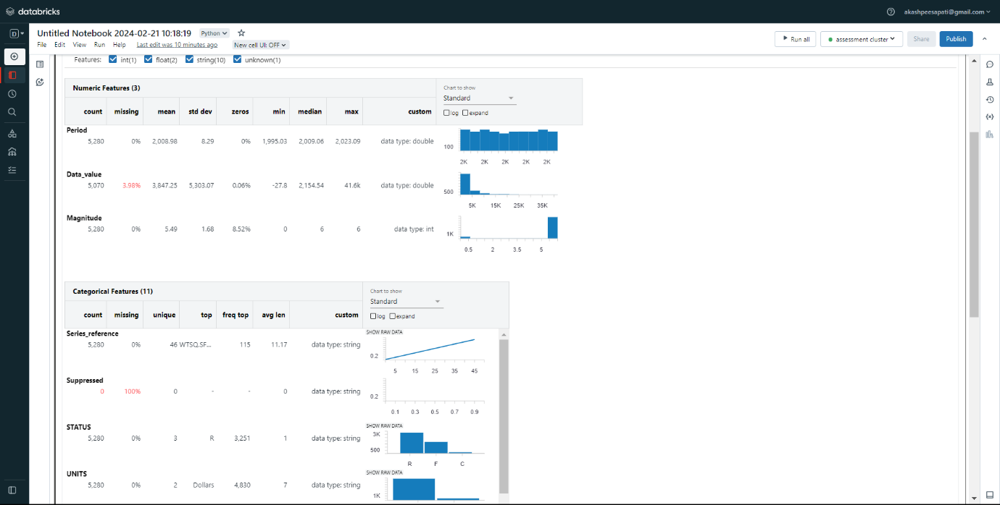 databricks
akashpeesapati@gmail.com
D
Untitled Notebook 2024-02-21 10:18:19 Python
File Edit View Run Help Last edit was 10 minutes ago New cell UI: OFF
Run all assessment cluster Share Publish
Features: int(1) float(2) string(10) unknown(1)
Numeric Features (3)
Chart to show
Standard
log expand
count missing mean std dev zeros min median max custom
Period
5,280 0% 2,008.98 8.29 0% 1,995.03 2,009.06 2,023.09 data type: double
100
2K 2K 2K 2K 2K
Data_value
5,070 3.98% 3,847.25 5,303.07 0.06% -27.8 2,154.54 41.6k data type: double
500
5K 15K 25K 35K
Magnitude
5,280 0% 5.49 1.68 8.52% 0 6 6 data type: int
1K
0.5 2 3.5 5
Categorical Features (11)
Chart to show
Standard
log expand
count missing unique top freq top avg len custom
Series_reference
5,280 0% 46 WTSQ.SF... 115 11.17 data type: string
SHOW RAW DATA
0.2
5 15 25 35 45
Suppressed
0 100% 0 - - 0 data type: string
0.2
0.1 0.3 0.5 0.7 0.9
STATUS
5,280 0% 3 R 3,251 1 data type: string
SHOW RAW DATA
3K
500
R F C
UNITS
5,280 0% 2 Dollars 4,830 7 data type: string
SHOW RAW DATA
1K